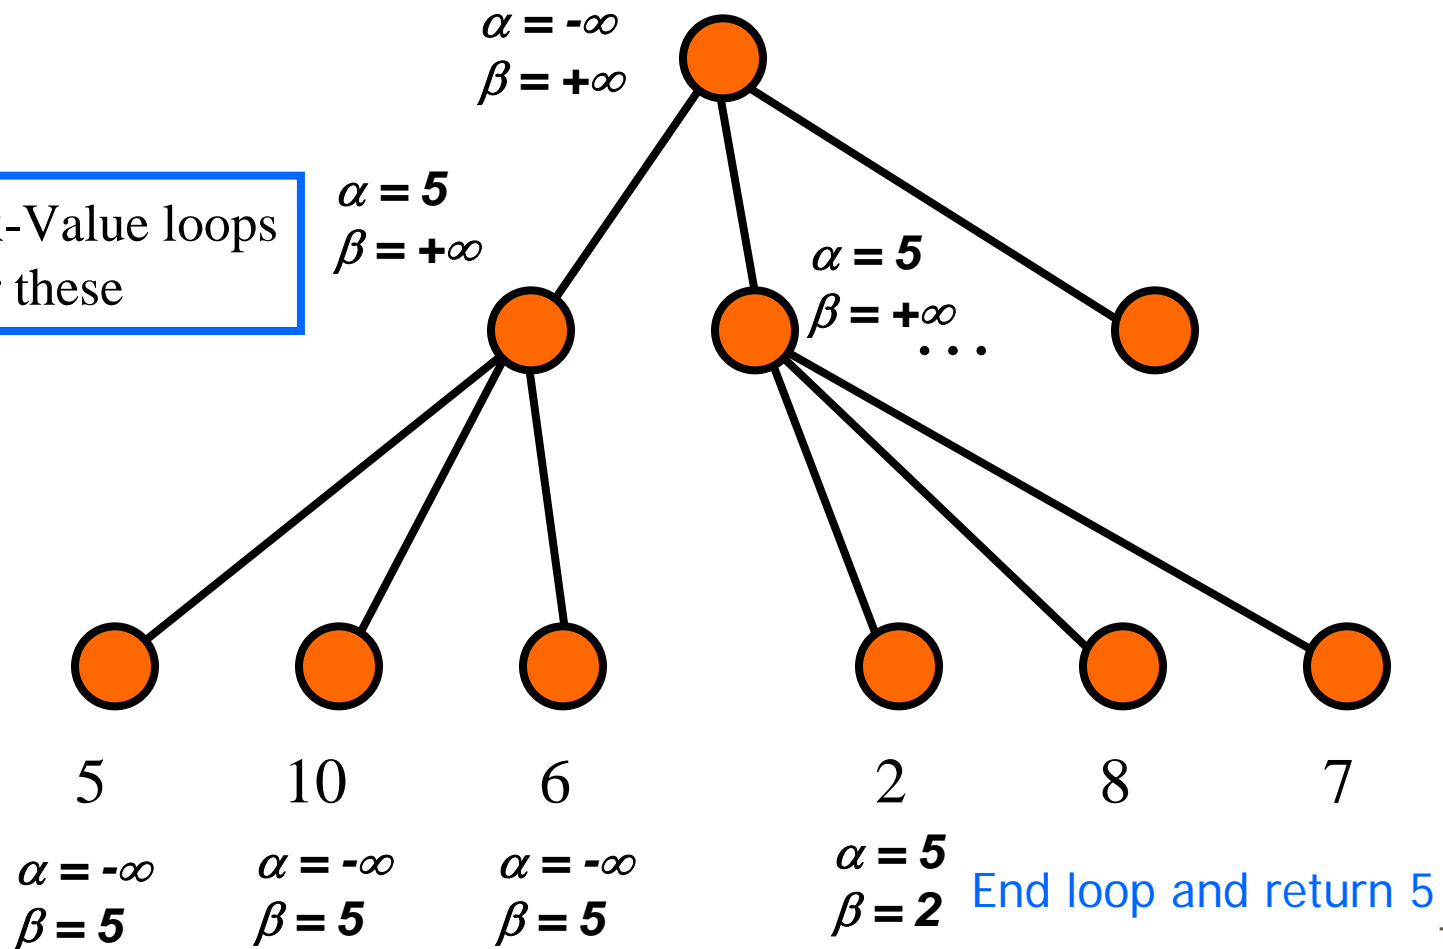 α = -∞
β = +∞
-Value loops
these
α = 5
β = +∞
α = 5
β = +∞
...
5 10 6 2 8 7
α = -∞
β = 5
α = -∞
β = 5
α = -∞
β = 5
α = 5
β = 2
End loop and return 5